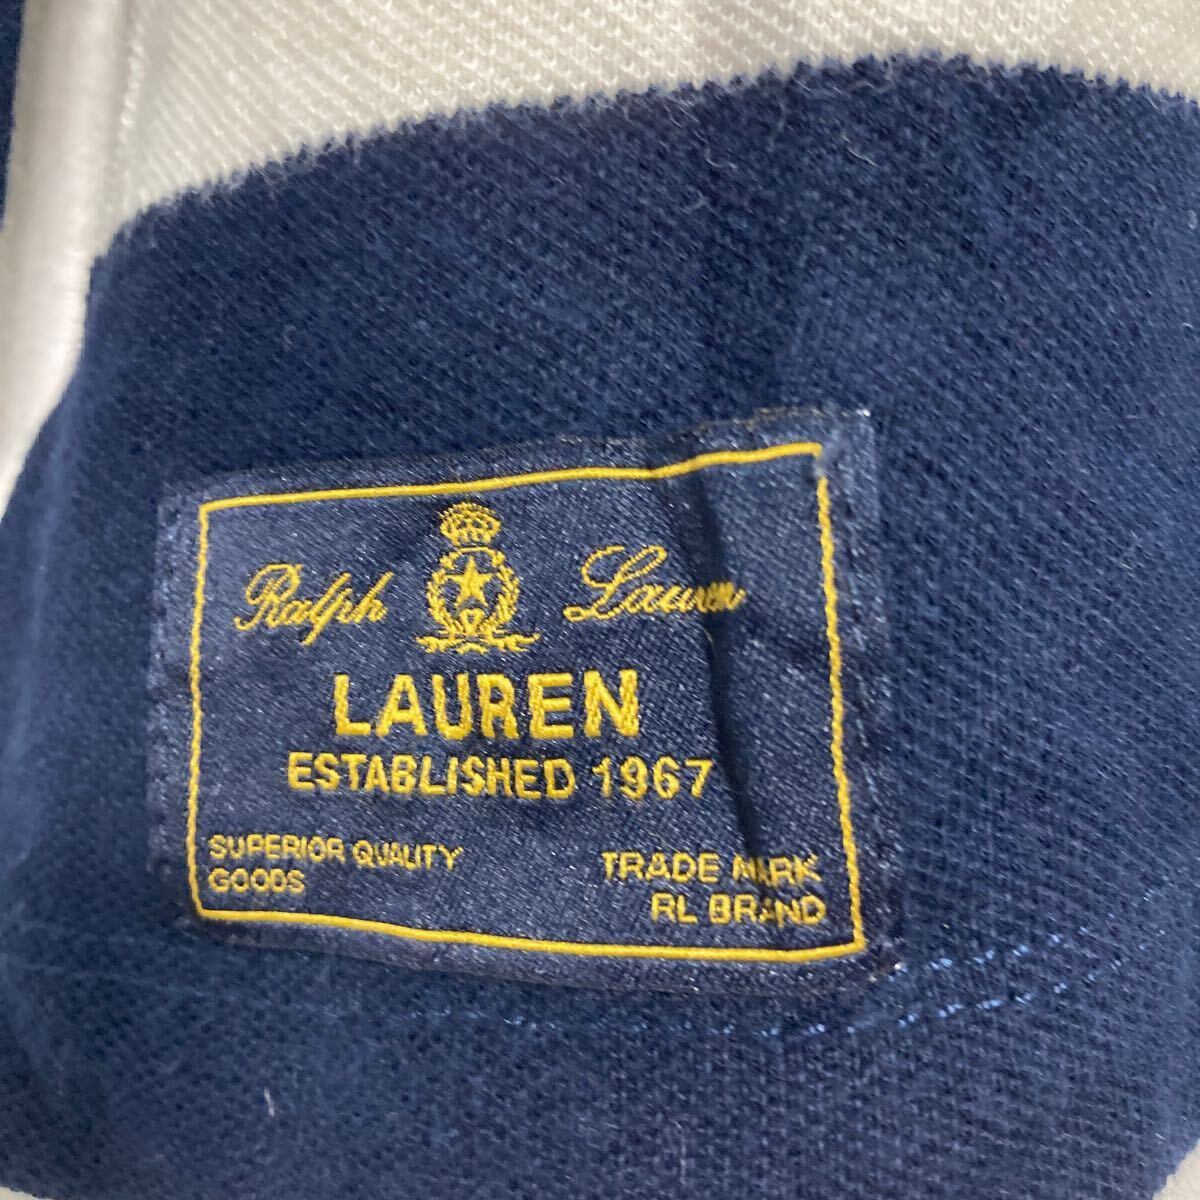 Ralph Lauren
LAUREN
ESTABLISHED 1967
SUPERIOR QUALITY
GOODS
TRADE MARK
RL BRAND